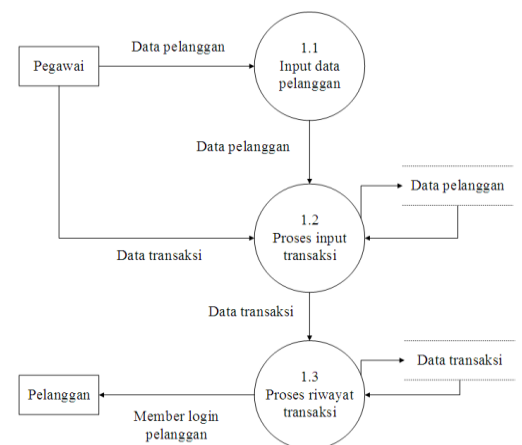 Data pelanggan
Pegawai
1.1
Input data
pelanggan
Data pelanggan
Data pelanggan
1.2
Proses input
transaksi
Data transaksi
Data transaksi
Data transaksi
1.3
Proses riwayat
transaksi
Pelanggan
Member login
pelanggan